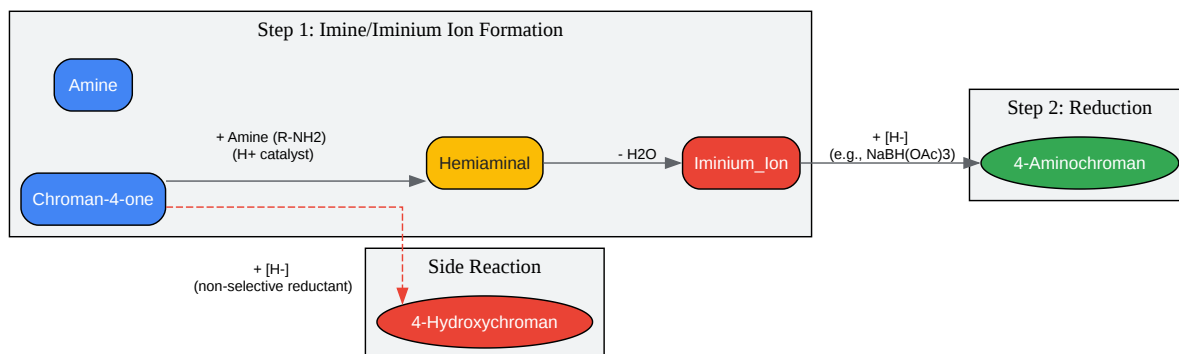 Step 1: Imine/Iminium Ion Formation
Amine
+ Amine (R-NH2)
(H+ catalyst)
Chroman-4-one
Hemiaminal
- H2O
Iminium_Ion
+ [H-]
(e.g., NaBH(OAc)3)
Step 2: Reduction
4-Aminochroman
+ [H-]
(non-selective reductant)
Side Reaction
4-Hydroxychroman